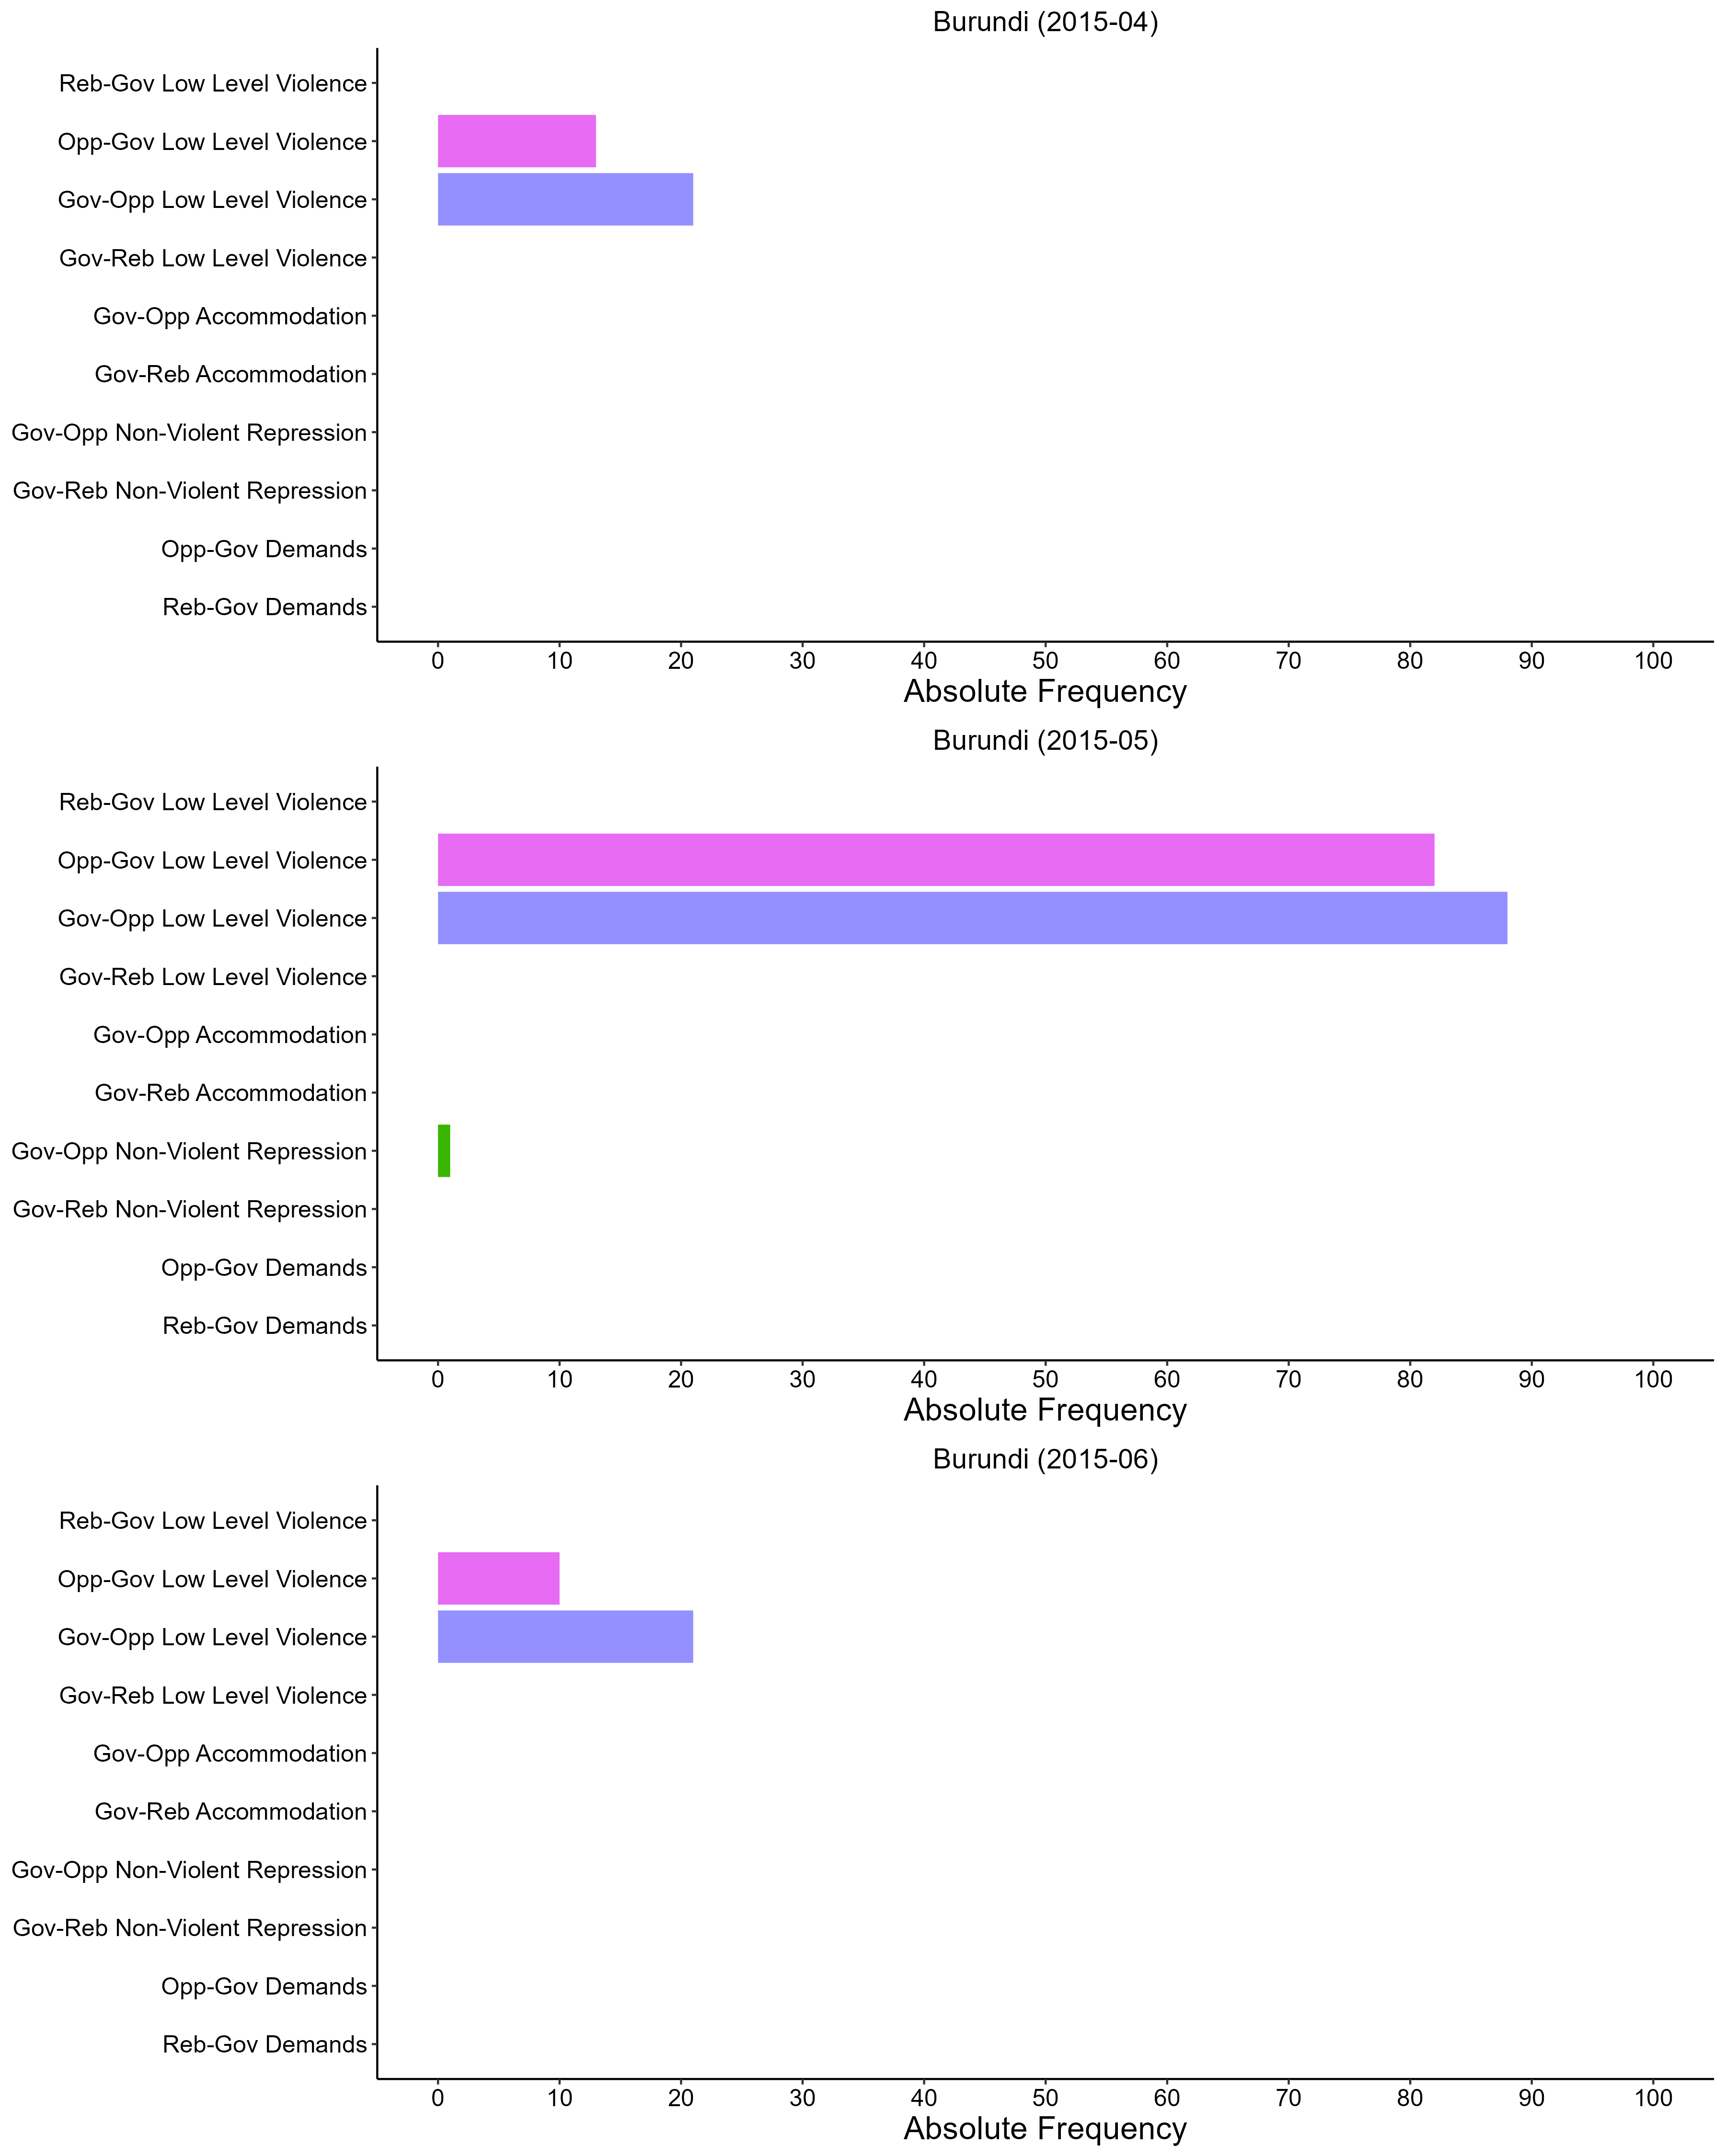 Burundi (2015-04)
Reb-Gov Low Level Violence
Opp-Gov Low Level Violence
Gov-Opp Low Level Violence
Gov-Reb Low Level Violence
Gov-Opp Accommodation
Gov-Reb Accommodation
Gov-Opp Non-Violent Repression
Gov-Reb Non-Violent Repression
Opp-Gov Demands
Reb-Gov Demands
0 10 20 30 40 50 60 70 80 90 100
Absolute Frequency
Burundi (2015-05)
Reb-Gov Low Level Violence
Opp-Gov Low Level Violence
Gov-Opp Low Level Violence
Gov-Reb Low Level Violence
Gov-Opp Accommodation
Gov-Reb Accommodation
Gov-Opp Non-Violent Repression
Gov-Reb Non-Violent Repression
Opp-Gov Demands
Reb-Gov Demands
0 10 20 30 40 50 60 70 80 90 100
Absolute Frequency
Burundi (2015-06)
Reb-Gov Low Level Violence
Opp-Gov Low Level Violence
Gov-Opp Low Level Violence
Gov-Reb Low Level Violence
Gov-Opp Accommodation
Gov-Reb Accommodation
Gov-Opp Non-Violent Repression
Gov-Reb Non-Violent Repression
Opp-Gov Demands
Reb-Gov Demands
0 10 20 30 40 50 60 70 80 90 100
Absolute Frequency